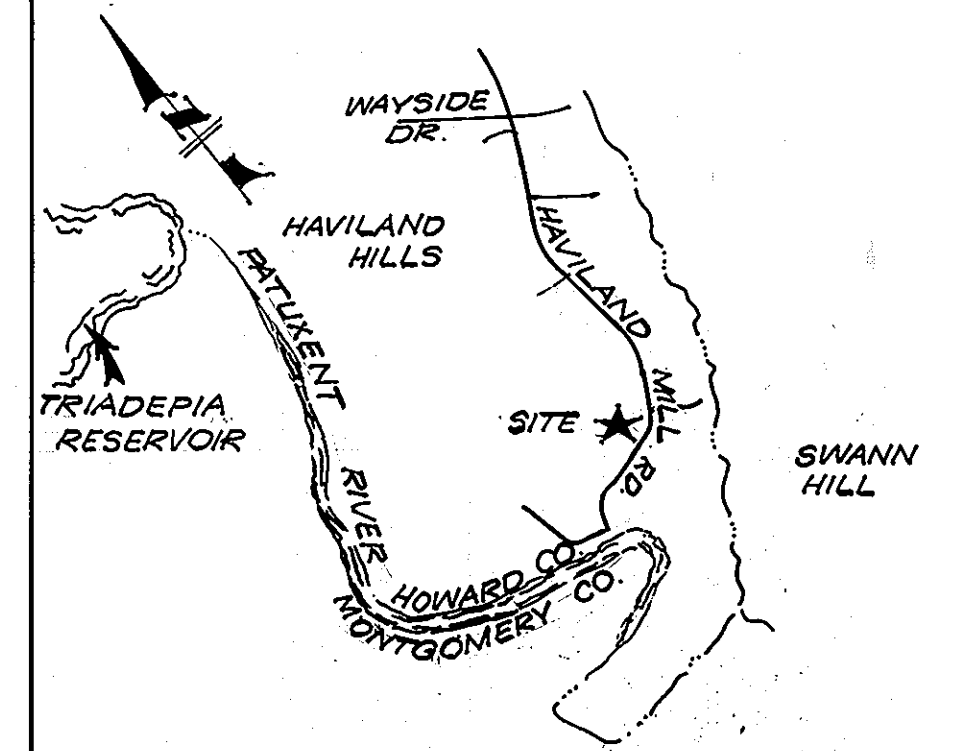 WAYSIDE
DR.
HAVILAND
HILLS
HAVILAND MILL RD.
PATUXENT RIVER
TRIADEPIA
RESERVOIR
SITE
SWANN
HILL
HOWARD CO.
MONTGOMERY CO.